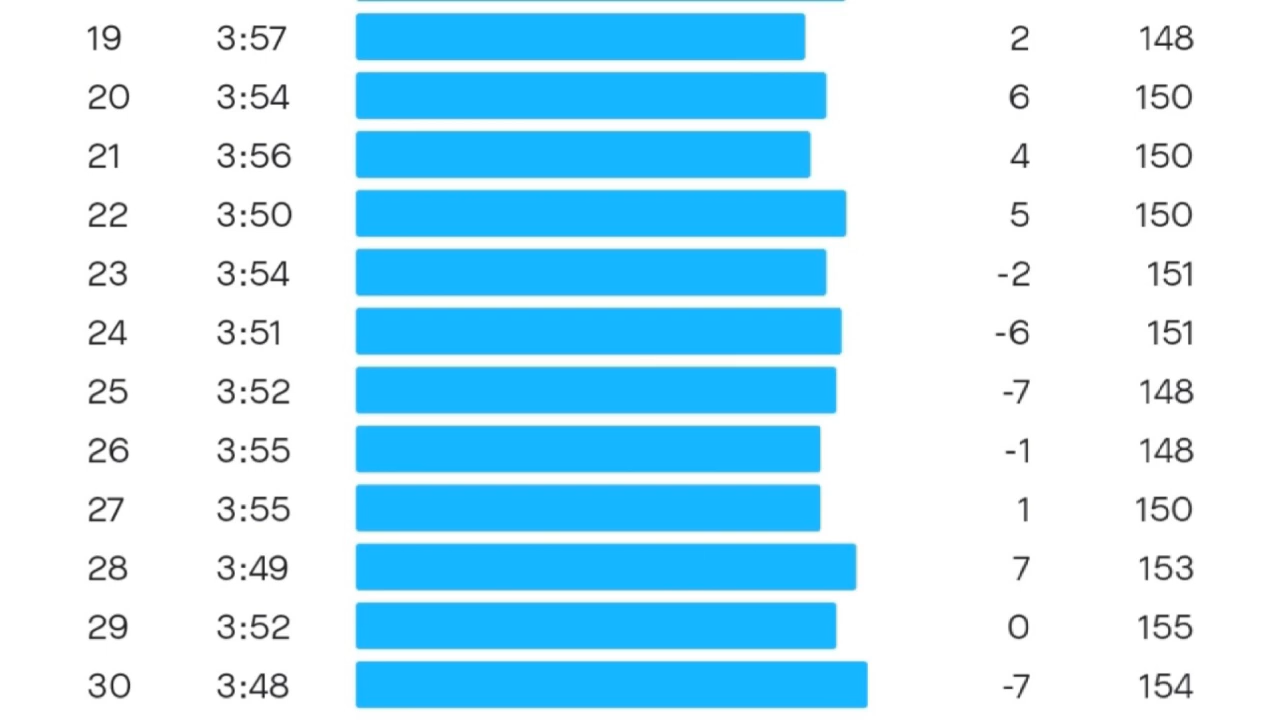 19 3:57 2 148
20 3:54 6 150
21 3:56 4 150
22 3:50 5 150
23 3:54 -2 151
24 3:51 -6 151
25 3:52 -7 148
26 3:55 -1 148
27 3:55 1 150
28 3:49 7 153
29 3:52 0 155
30 3:48 -7 154